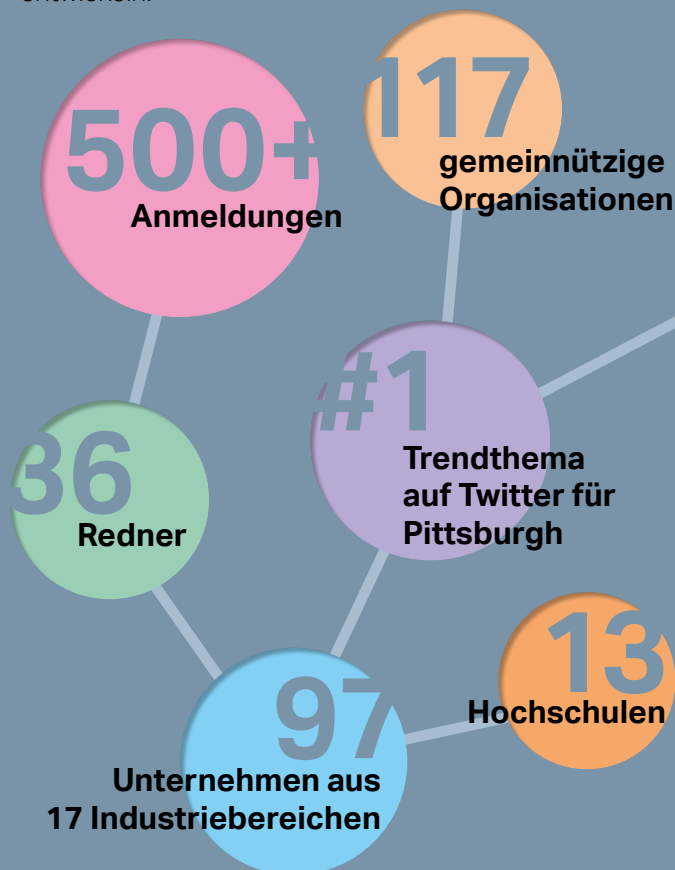 500+
Anmeldungen
117
gemeinnützige
Organisationen
#1
Trendthema
auf Twitter für
Pittsburgh
36
Redner
13
Hochschulen
97
Unternehmen aus
17 Industriebereichen